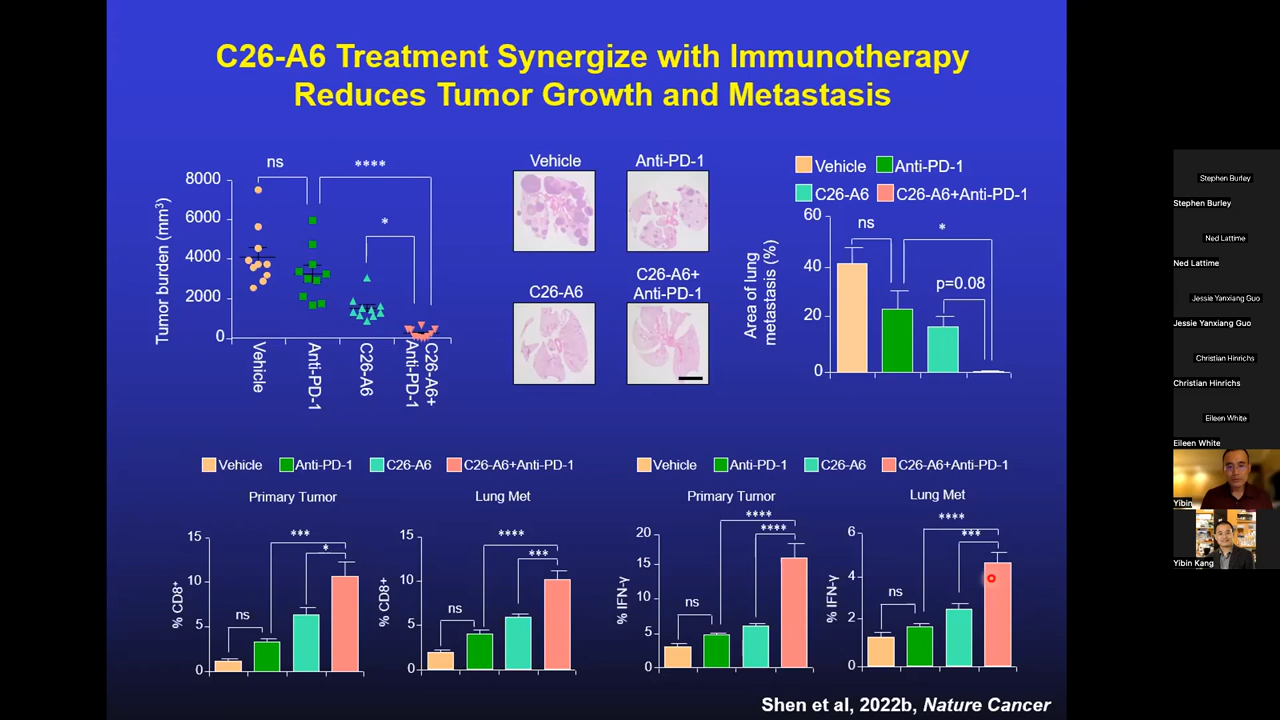 C26-A6 Treatment Synergize with Immunotherapy
Reduces Tumor Growth and Metastasis
ns
****
*
8000
6000
4000
2000
0
Tumor burden (mm³)
Vehicle
Anti-PD-1
C26-A6
C26-A6+
Anti-PD-1
Vehicle
Anti-PD-1
C26-A6
C26-A6+
Anti-PD-1
Vehicle
Anti-PD-1
C26-A6
C26-A6+Anti-PD-1
60
40
20
0
Area of lung
metastasis (%)
ns
*
p=0.08
Vehicle
Anti-PD-1
C26-A6
C26-A6+Anti-PD-1
Primary Tumor
15
10
5
0
% CD8⁺
ns
***
*
Lung Met
15
10
5
0
% CD8+
ns
****
***
Vehicle
Anti-PD-1
C26-A6
C26-A6+Anti-PD-1
Primary Tumor
20
15
10
5
0
% IFN-γ
ns
****
****
Lung Met
6
4
2
0
% IFN-γ
ns
****
***
Shen et al, 2022b, Nature Cancer
Stephen Burley
Stephen Burley
Ned Lattime
Ned Lattime
Jessie Yanxiang Guo
Jessie Yanxiang Guo
Christian Hinrichs
Christian Hinrichs
Eileen White
Eileen White
Yibin
Yibin Kang